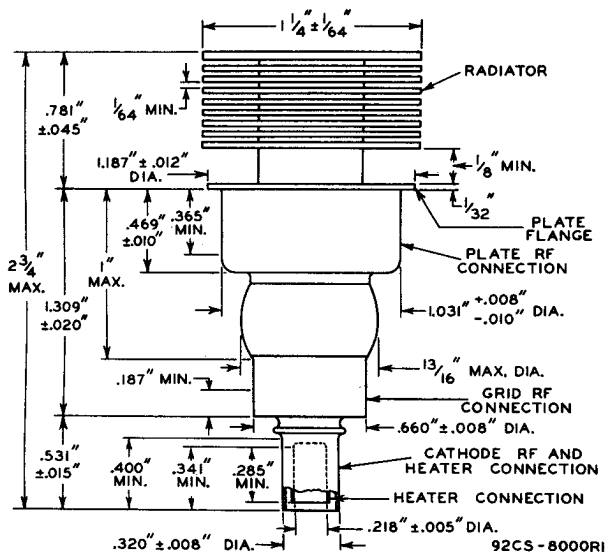 1 1/4" ± 1/64"
RADIATOR
.781"
±.045"
1/64" MIN.
1/8" MIN.
1.187" ± .012"
DIA.
1/32"
PLATE
FLANGE
.469"
±.010"
.365"
MIN.
PLATE RF
CONNECTION
2 3/4"
MAX.
1"
MAX.
1.309"
±.020"
1.031" +.008"
-.010" DIA.
.187" MIN.
13/16" MAX. DIA.
GRID RF
CONNECTION
.660" ± .008" DIA.
.531"
±.015"
.400"
MIN.
.341"
MIN.
.285"
MIN.
CATHODE RF AND
HEATER CONNECTION
HEATER CONNECTION
.218" ± .005" DIA.
.320" ± .008" DIA.
92CS-8000R1